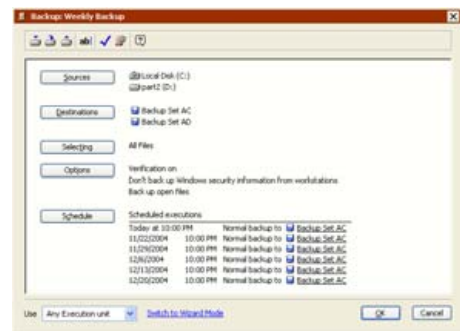 Backup: Weekly Backup
Sources
Local Disk (C:)
part2 (D:)
Destinations
Backup Set AC
Backup Set AD
Selecting
All Files
Options
Verification on
Don't back up Windows security information from workstations
Back up open files
Schedule
Scheduled executions
Today at 10:00 PM Normal backup to Backup Set AC
11/22/2004 10:00 PM Normal backup to Backup Set AC
11/29/2004 10:00 PM Normal backup to Backup Set AC
12/6/2004 10:00 PM Normal backup to Backup Set AC
12/13/2004 10:00 PM Normal backup to Backup Set AC
12/20/2004 10:00 PM Normal backup to Backup Set AC
Use Any Execution unit Switch to Wizard Mode OK Cancel